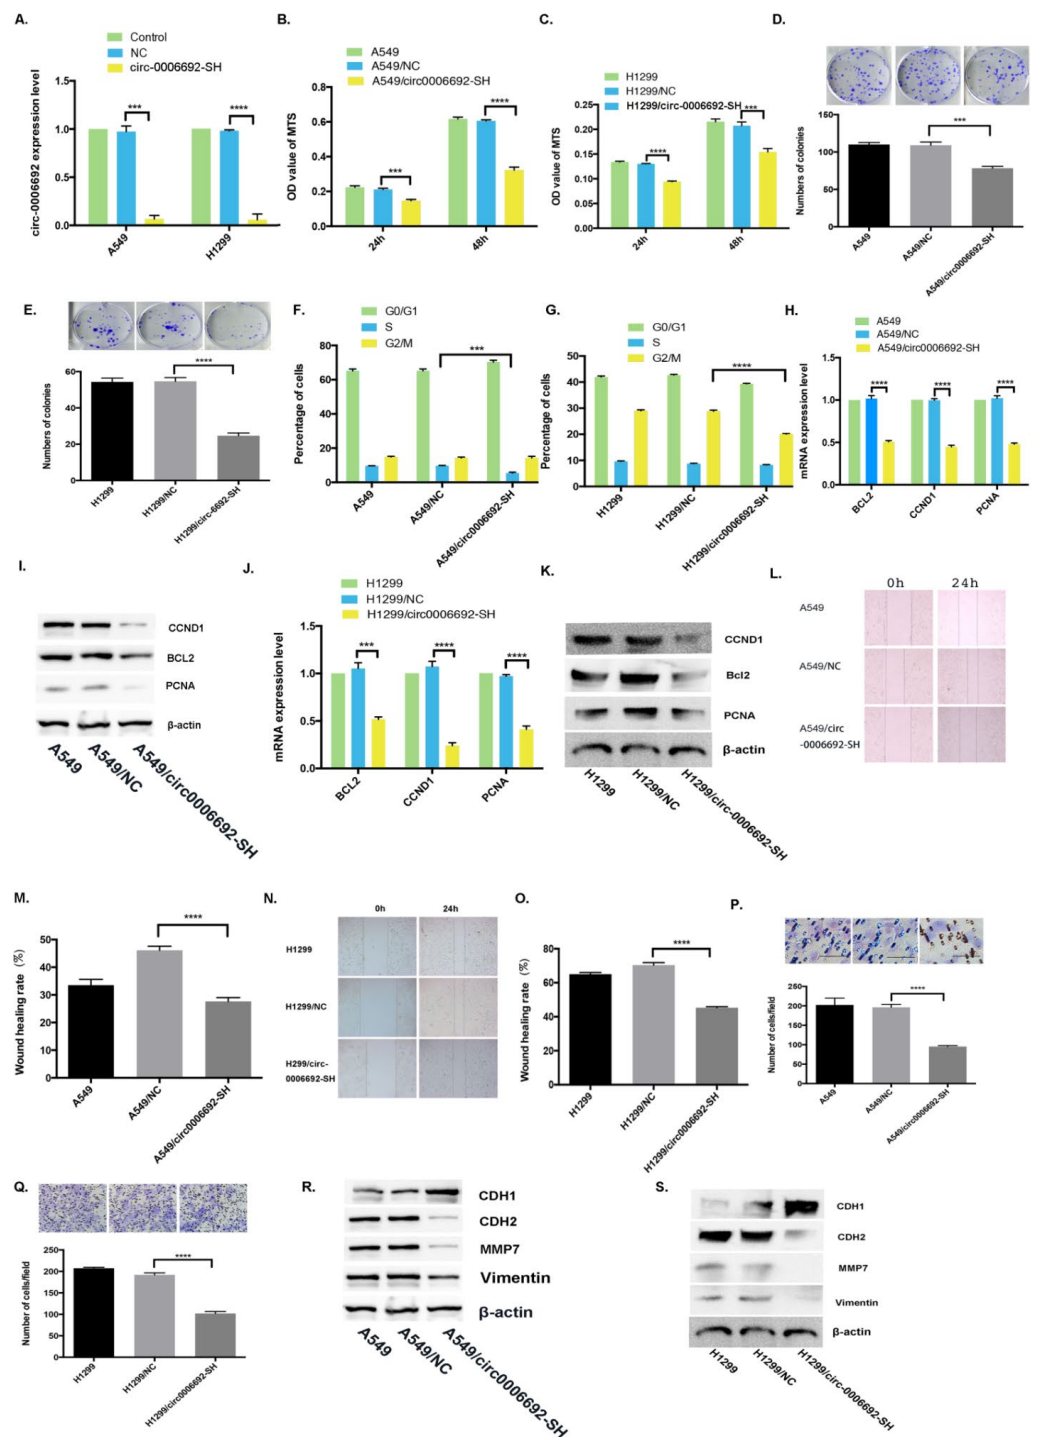 A.
Control
NC
circ-0006692-SH
circ-0006692 expression level
1.5
1.0
0.5
0.0
***
****
A549
H1299
B.
A549
A549/NC
A549/circ0006692-SH
OD value of MTS
0.8
0.6
0.4
0.2
0.0
***
****
24h
48h
C.
H1299
H1299/NC
H1299/circ-0006692-SH
OD value of MTS
0.25
0.20
0.15
0.10
0.05
0.00
****
***
24h
48h
D.
Numbers of colonies
150
100
50
0
***
A549
A549/NC
A549/circ0006692-SH
E.
Numbers of colonies
60
40
20
0
****
H1299
H1299/NC
H1299/circ-6692-SH
F.
G0/G1
S
G2/M
Percentage of cells
80
60
40
20
0
***
A549
A549/NC
A549/circ0006692-SH
G.
G0/G1
S
G2/M
Percentage of cells
50
40
30
20
10
0
****
H1299
H1299/NC
H1299/circ0006692-SH
H.
A549
A549/NC
A549/circ0006692-SH
mRNA expression level
1.5
1.0
0.5
0.0
****
****
****
BCL2
CCND1
PCNA
I.
CCND1
BCL2
PCNA
β-actin
A549
A549/NC
A549/circ0006692-SH
J.
H1299
H1299/NC
H1299/circ0006692-SH
mRNA expression level
1.5
1.0
0.5
0.0
***
****
****
BCL2
CCND1
PCNA
K.
CCND1
Bcl2
PCNA
β-actin
H1299
H1299/NC
H1299/circ-0006692-SH
L.
0h
24h
A549
A549/NC
A549/circ
-0006692-SH
M.
Wound healing rate (%)
50
40
30
20
10
0
****
A549
A549/NC
A549/circ0006692-SH
N.
0h
24h
H1299
H1299/NC
H299/circ-
0006692-SH
O.
Wound healing rate (%)
80
60
40
20
0
****
H1299
H1299/NC
H1299/circ0006692-SH
P.
Number of cells/field
250
200
150
100
50
0
****
A549
A549/NC
A549/circ0006692-SH
Q.
Number of cells/field
250
200
150
100
50
0
****
H1299
H1299/NC
H1299/circ0006692-SH
R.
CDH1
CDH2
MMP7
Vimentin
β-actin
A549
A549/NC
A549/circ0006692-SH
S.
CDH1
CDH2
MMP7
Vimentin
β-actin
H1299
H1299/NC
H1299/circ-0006692-SH